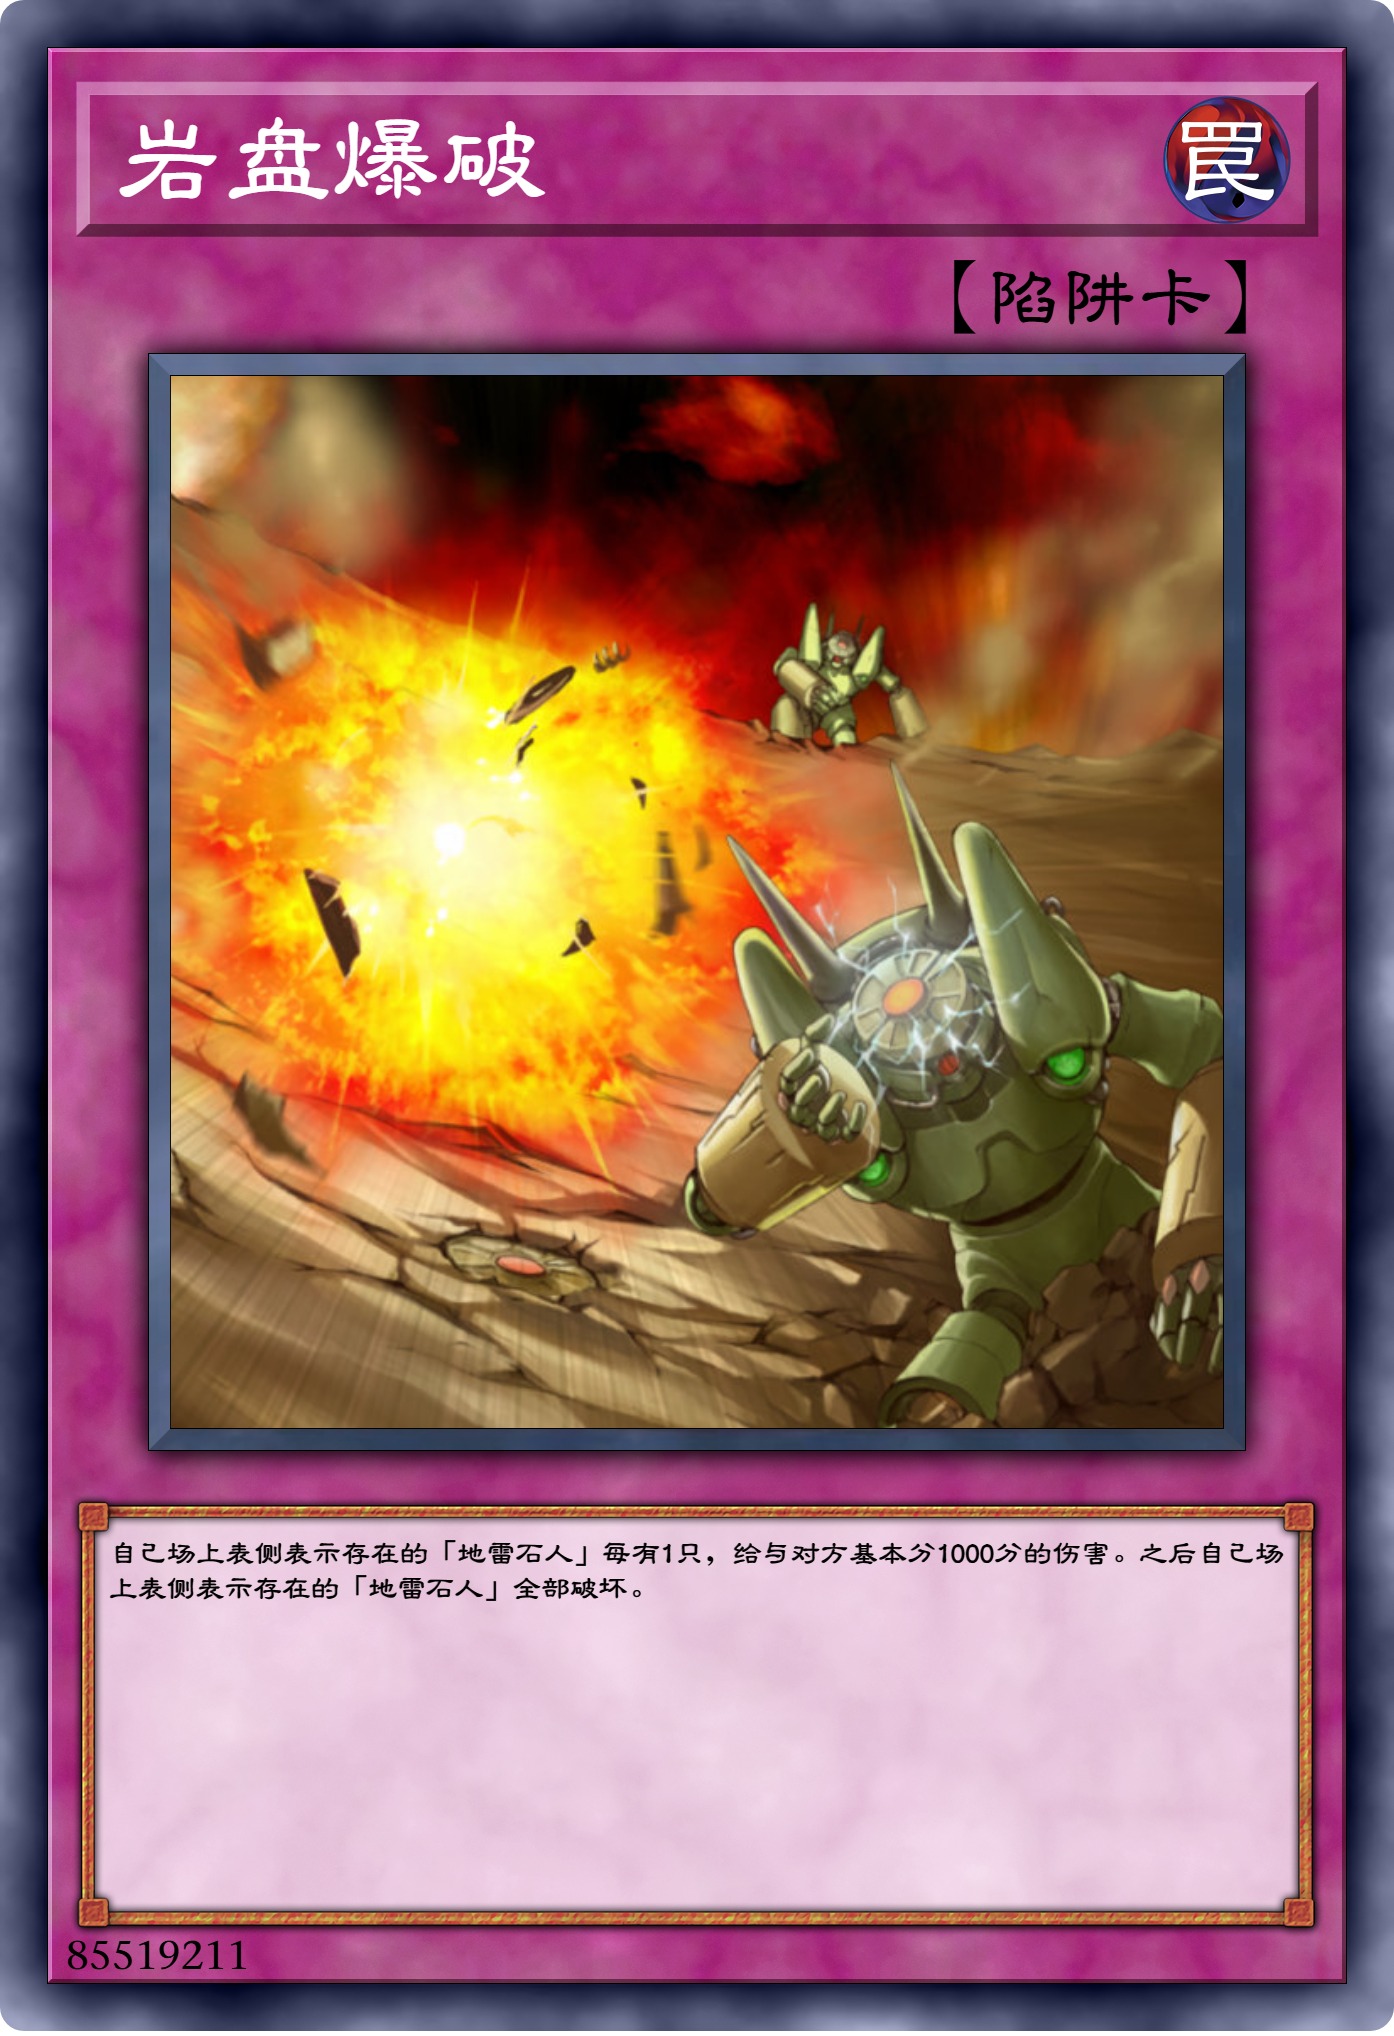 岩盘爆破
罠
【陷阱卡】
自己场上表侧表示存在的「地雷石人」每有1只，给与对方基本分1000分的伤害。之后自己场
上表侧表示存在的「地雷石人」全部破坏。
85519211